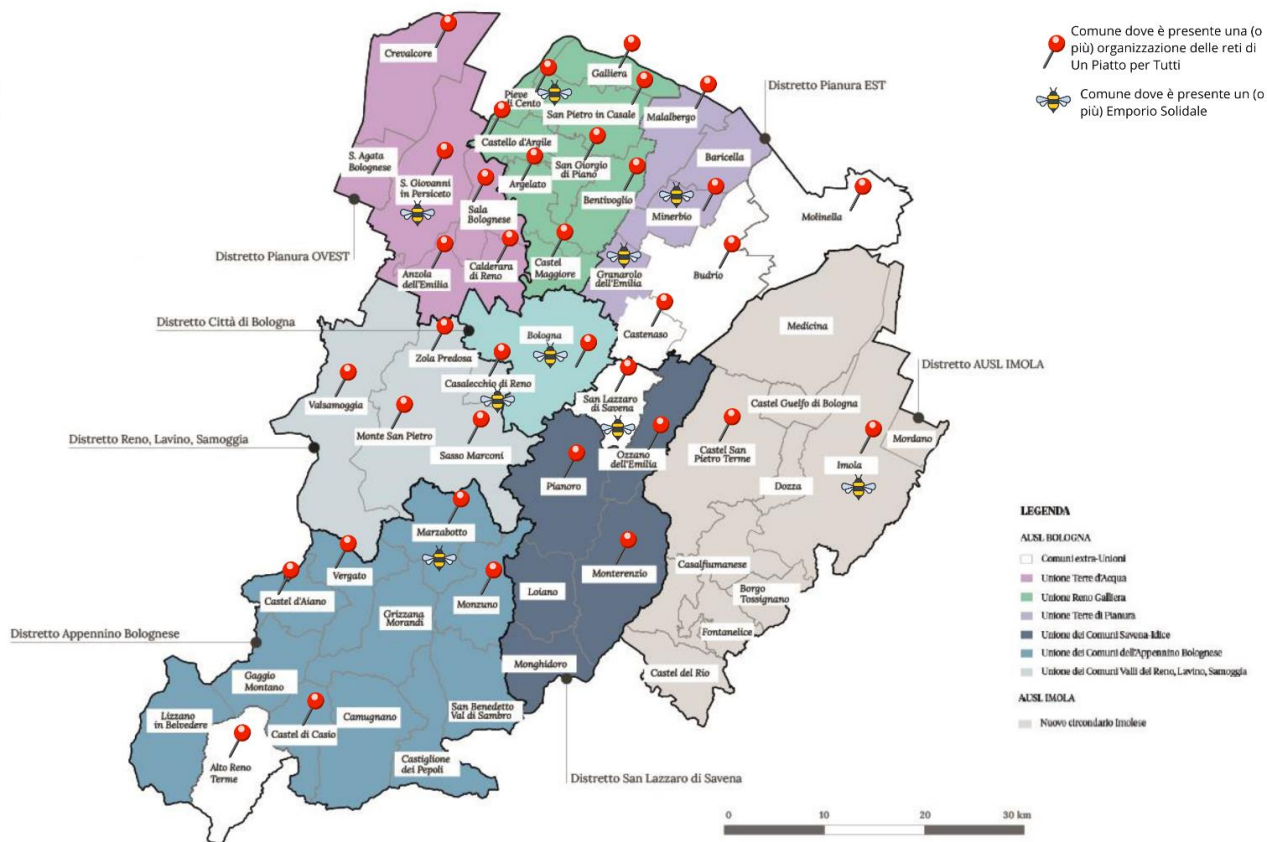 Comune dove è presente una (o
più) organizzazione delle reti di
Un Piatto per Tutti
Comune dove è presente un (o
più) Emporio Solidale
Crevalcore
Galliera
Distretto Pianura EST
Pieve
di Cento
San Pietro in Casale
Malalbergo
Castello d'Argile
S. Agata
Bolognese
San Giorgio
di Piano
Baricella
S. Giovanni
in Persiceto
Argelato
Bentivoglio
Sala
Bolognese
Minerbio
Molinella
Distretto Pianura OVEST
Anzola
dell'Emilia
Calderara
di Reno
Castel
Maggiore
Granarolo
dell'Emilia
Budrio
Distretto Città di Bologna
Bologna
Castenaso
Medicina
Zola Predosa
Casalecchio di Reno
Distretto AUSL IMOLA
Valsamoggia
San Lazzaro
di Savena
Castel Guelfo di Bologna
Monte San Pietro
Distretto Reno, Lavino, Samoggia
Sasso Marconi
Ozzano
dell'Emilia
Castel San
Pietro Terme
Imola
Mordano
Pianoro
Dozza
Marzabotto
Vergato
Monterenzio
Casalfiumanese
Castel d'Aiano
Monzuno
Loiano
Borgo
Tossignano
Grizzana
Morandi
Fontanelice
Distretto Appennino Bolognese
Monghidoro
Castel del Rio
Gaggio
Montano
Lizzano
in Belvedere
Camugnano
San Benedetto
Val di Sambro
Castel di Casio
Alto Reno
Terme
Castiglione
dei Pepoli
Distretto San Lazzaro di Savena
LEGENDA
AUSL BOLOGNA
Comuni extra-Unioni
Unione Terre d'Acqua
Unione Reno Galliera
Unione Terre di Pianura
Unione dei Comuni Savena-Idice
Unione dei Comuni dell'Appennino Bolognese
Unione dei Comuni Valli del Reno, Lavino, Samoggia
AUSL IMOLA
Nuovo circondario Imolese
0 10 20 30 km